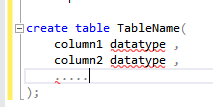 create table TableName(
column1 datatype ,
column2 datatype ,
.....
);